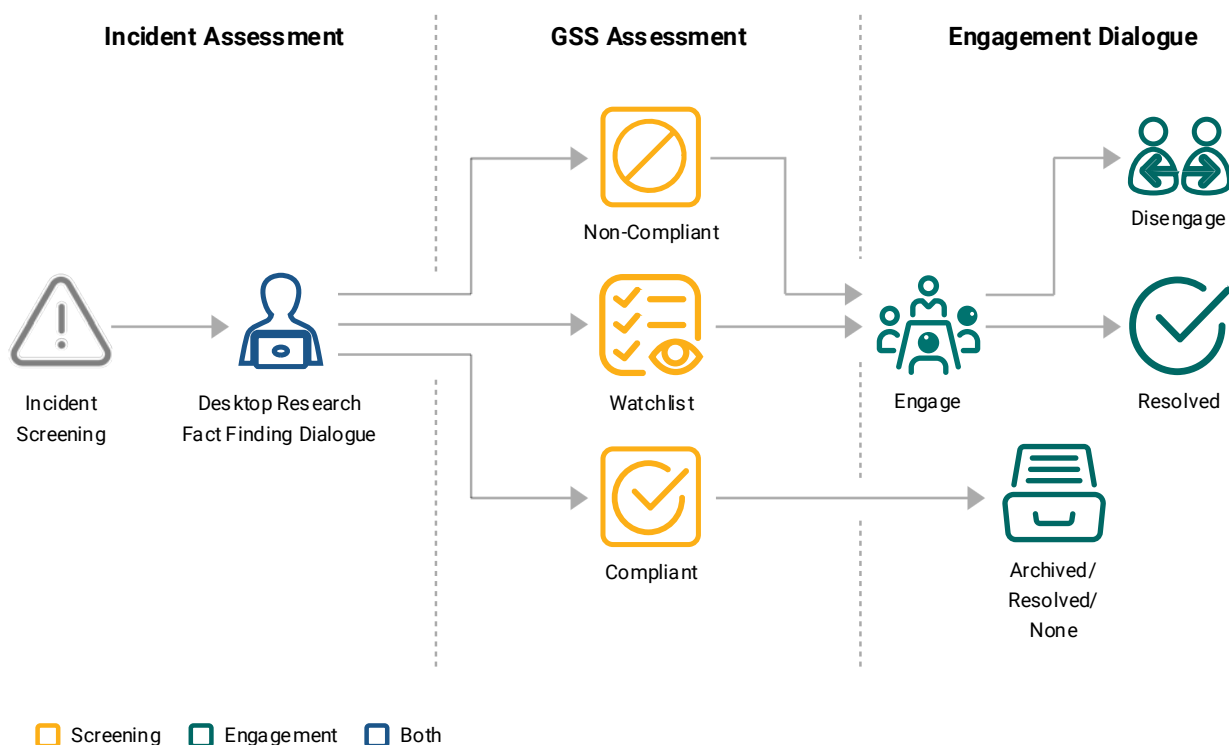 Incident Assessment
GSS Assessment
Engagement Dialogue
Non-Compliant
Disengage
Incident
Screening
Desktop Research
Fact Finding Dialogue
Watchlist
Engage
Resolved
Compliant
Archived/
Resolved/
None
Screening
Engagement
Both